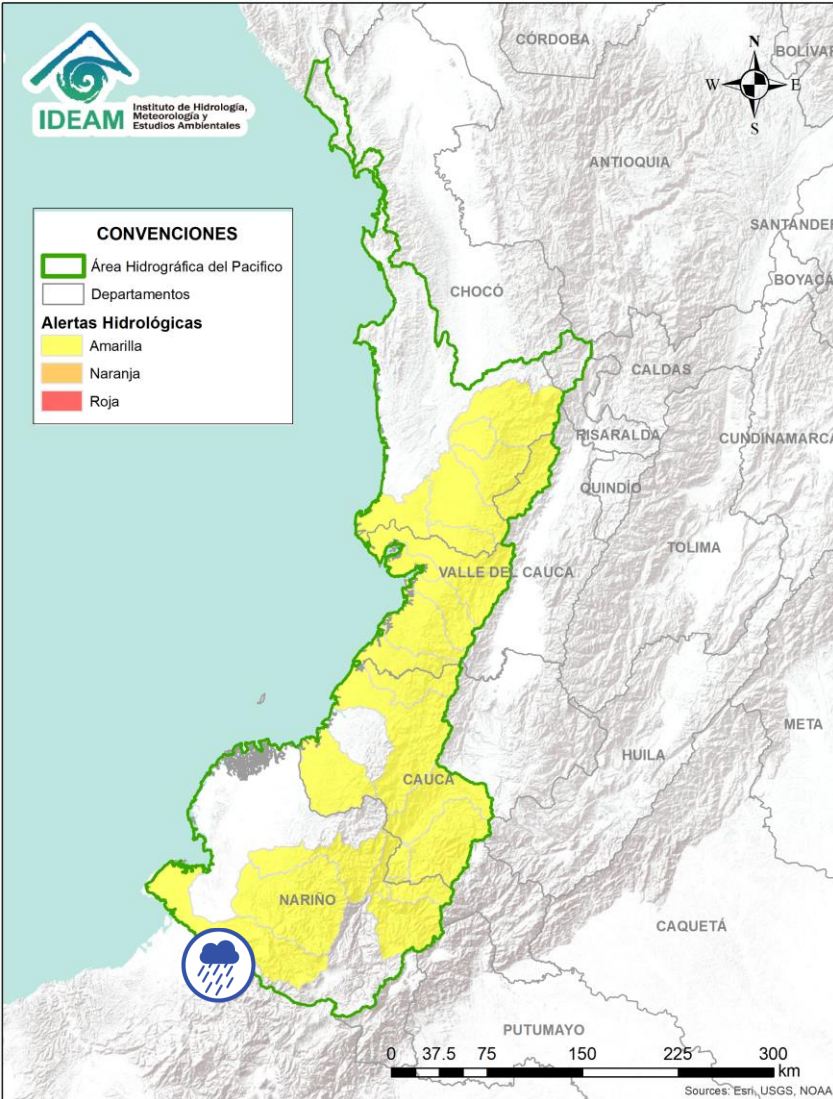 CÓRDOBA
BOLÍVAR
N
W
E
S
IDEAM
Instituto de Hidrología,
Meteorología y
Estudios Ambientales
ANTIOQUIA
SANTANDER
BOYACÁ
CONVENCIONES
Área Hidrográfica del Pacifico
Departamentos
Alertas Hidrológicas
Amarilla
Naranja
Roja
CHOCÓ
CALDAS
RISARALDA
CUNDINAMARCA
QUINDÍO
TOLIMA
VALLE DEL CAUCA
META
HUILA
CAUCA
NARIÑO
CAQUETÁ
PUTUMAYO
0 37.5 75 150 225 300
km
Sources: Esri, USGS, NOAA